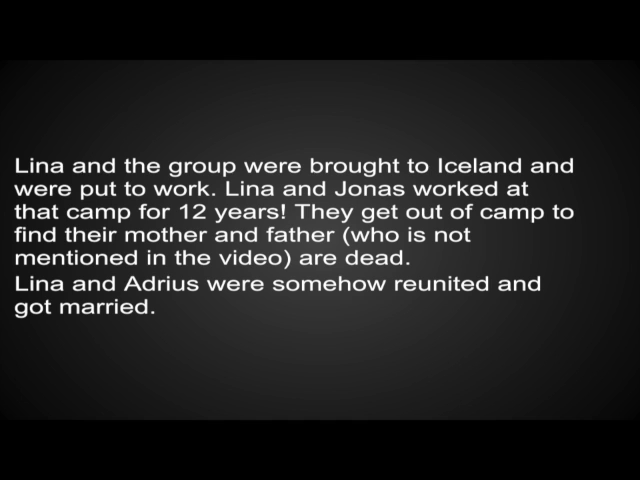 Lina and the group were brought to Iceland and
were put to work. Lina and Jonas worked at
that camp for 12 years! They get out of camp to
find their mother and father (who is not
mentioned in the video) are dead.
Lina and Adrius were somehow reunited and
got married.